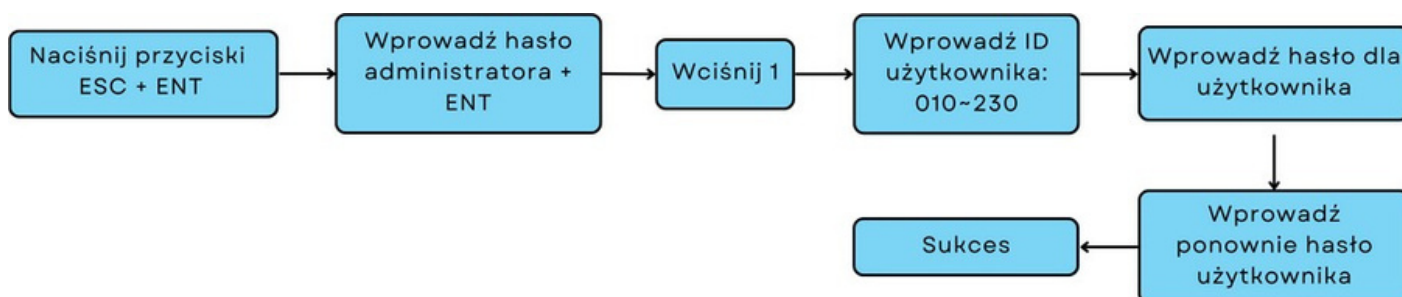 Naciśnij przyciski
ESC + ENT
Wprowadź hasło
administratora +
ENT
Wciśnij 1
Wprowadź ID
użytkownika:
010~230
Wprowadź hasło dla
użytkownika
Wprowadź
ponownie hasło
użytkownika
Sukces